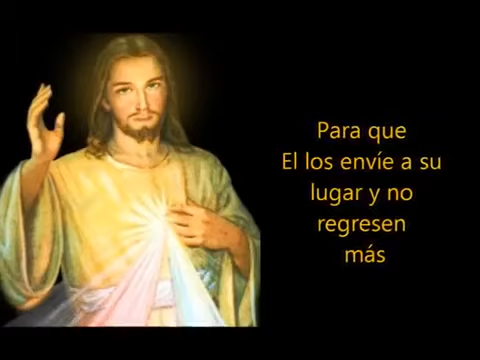 Para que
El los envíe a su
lugar y no
regresen
más